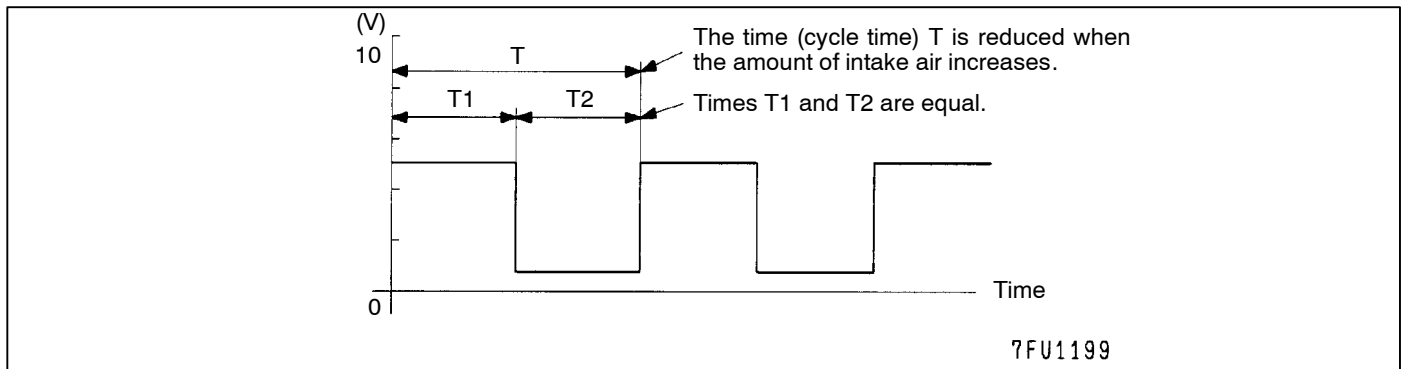 (V)
10
T
The time (cycle time) T is reduced when
the amount of intake air increases.
T1
T2
Times T1 and T2 are equal.
Time
0
7FU1199